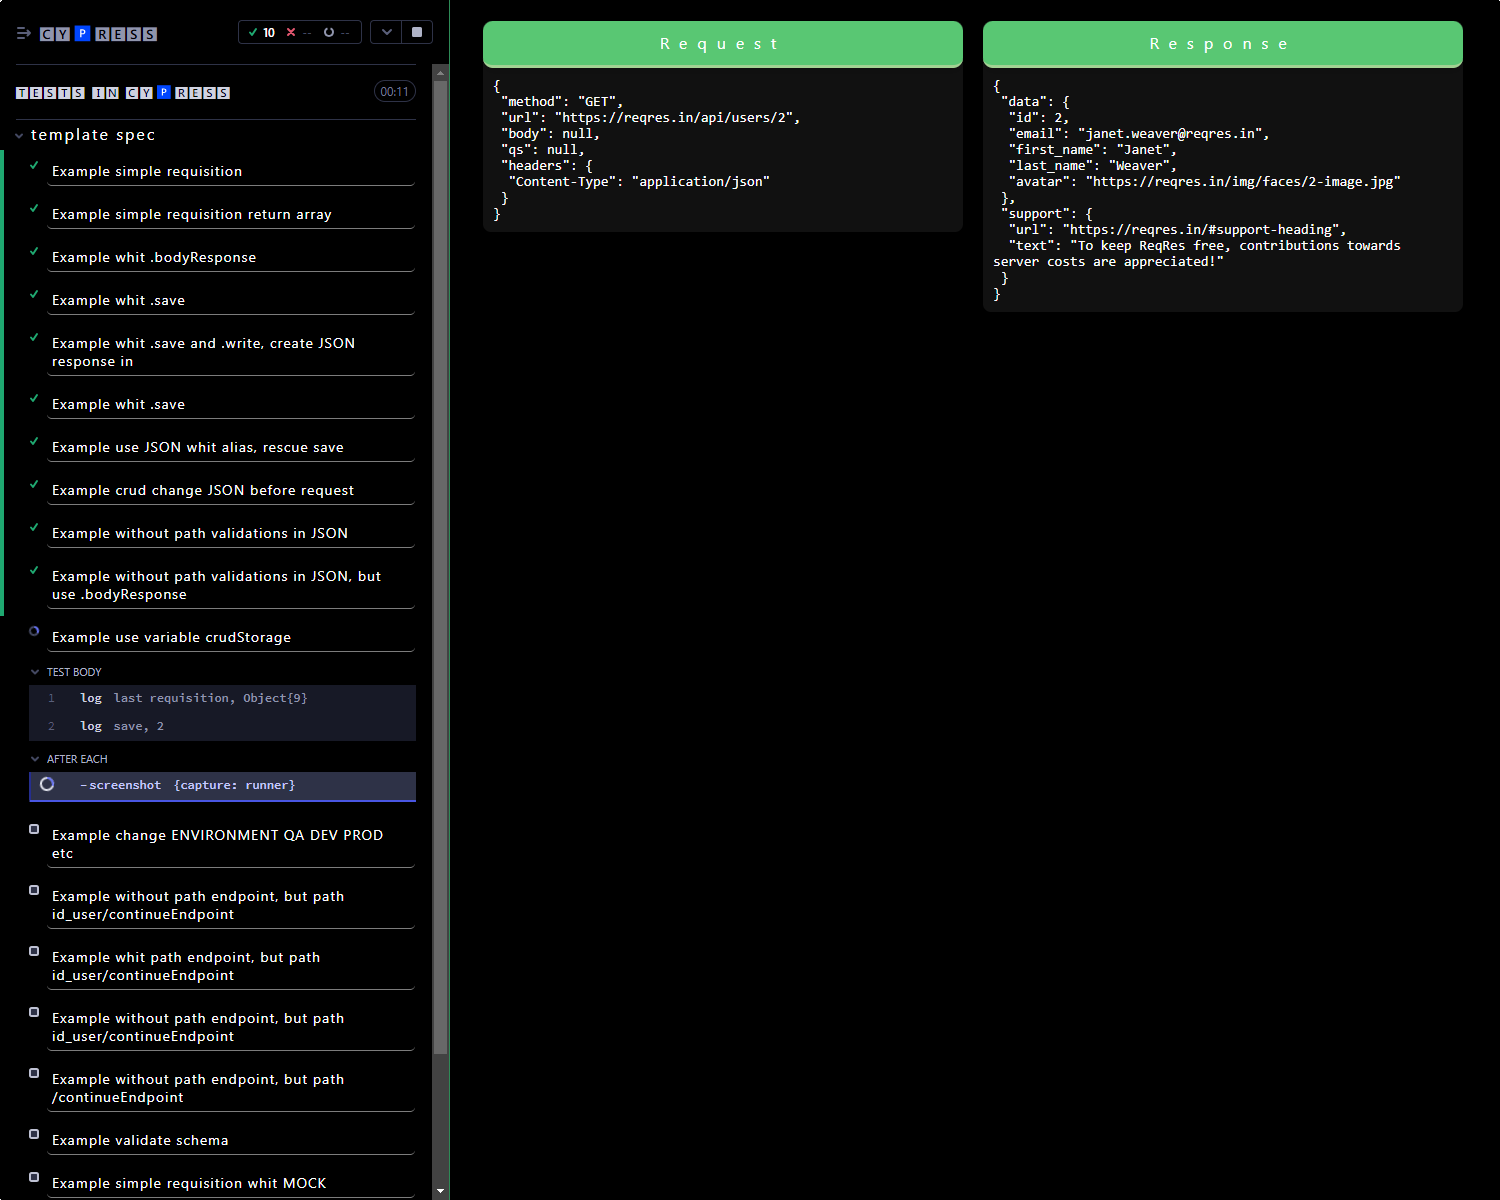 CYPRESS
10 -- --
TESTS IN CYPRESS
00:11
template spec
Example simple requisition
Example simple requisition return array
Example whit .bodyResponse
Example whit .save
Example whit .save and .write, create JSON
response in
Example whit .save
Example use JSON whit alias, rescue save
Example crud change JSON before request
Example without path validations in JSON
Example without path validations in JSON, but
use .bodyResponse
Example use variable crudStorage
TEST BODY
1 log last requisition, Object{9}
2 log save, 2
AFTER EACH
-screenshot {capture: runner}
Example change ENVIRONMENT QA DEV PROD
etc
Example without path endpoint, but path
id_user/continueEndpoint
Example whit path endpoint, but path
id_user/continueEndpoint
Example without path endpoint, but path
id_user/continueEndpoint
Example without path endpoint, but path
/continueEndpoint
Example validate schema
Example simple requisition whit MOCK
Request
{
"method": "GET",
"url": "https://reqres.in/api/users/2",
"body": null,
"qs": null,
"headers": {
"Content-Type": "application/json"
}
}
Response
{
"data": {
"id": 2,
"email": "janet.weaver@reqres.in",
"first_name": "Janet",
"last_name": "Weaver",
"avatar": "https://reqres.in/img/faces/2-image.jpg"
},
"support": {
"url": "https://reqres.in/#support-heading",
"text": "To keep ReqRes free, contributions towards
server costs are appreciated!"
}
}